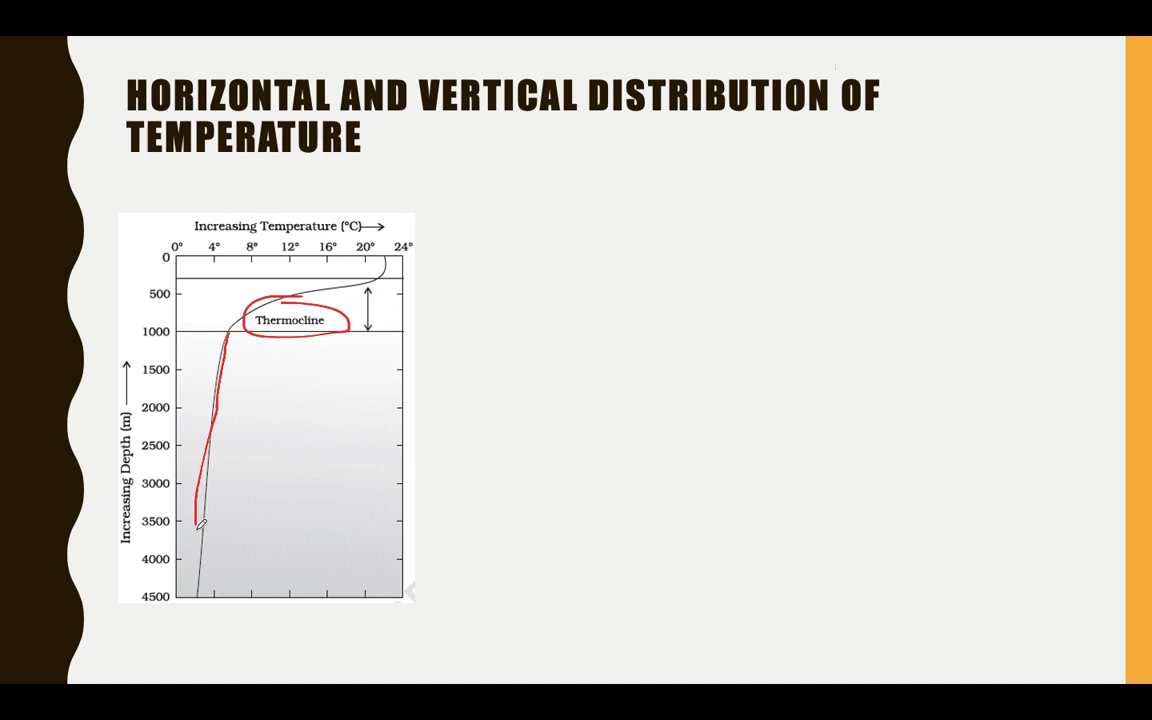 HORIZONTAL AND VERTICAL DISTRIBUTION OF
TEMPERATURE
Increasing Temperature (°C)
0° 4° 8° 12° 16° 20° 24°
0
500
Thermocline
1000
1500
2000
2500
3000
3500
4000
4500
Increasing Depth (m)